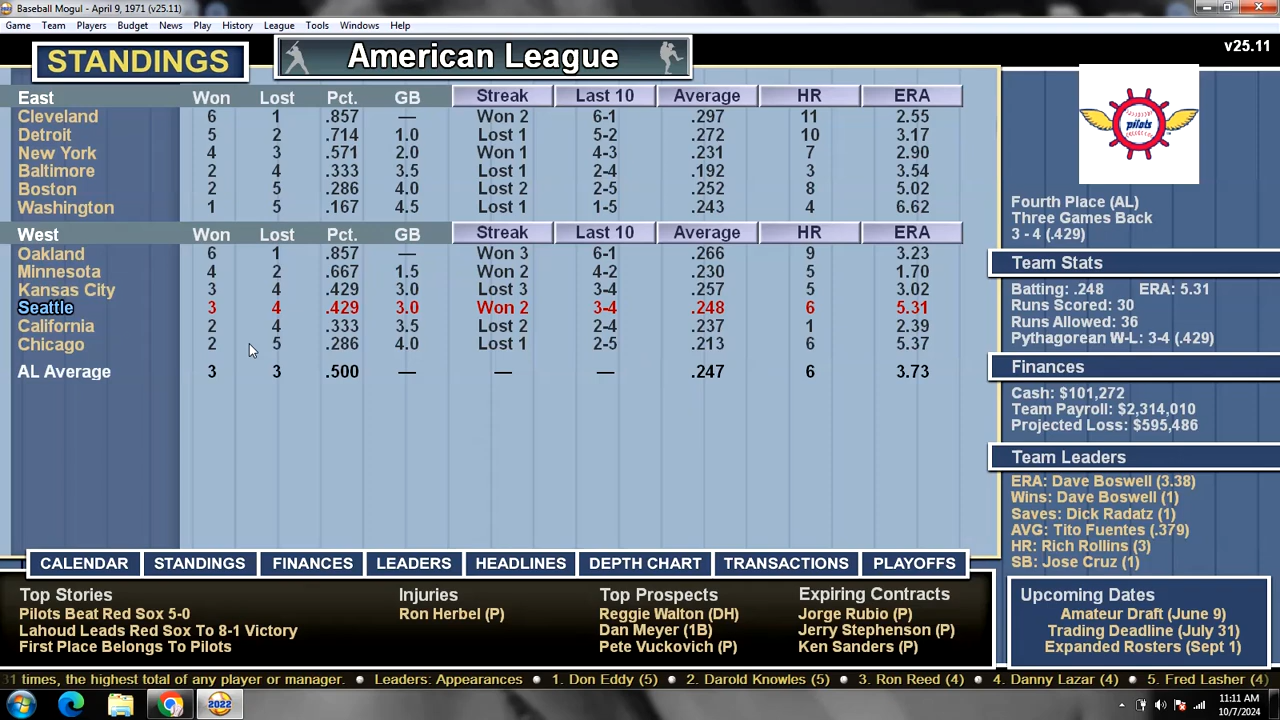 Baseball Mogul - April 9, 1971 (v25.11)
Game Team Players Budget News Play History League Tools Windows Help
STANDINGS American League v25.11
East Won Lost Pct. GB Streak Last 10 Average HR ERA
Cleveland 6 1 .857 — Won 2 6-1 .297 11 2.55
Detroit 5 2 .714 1.0 Lost 1 5-2 .272 10 3.17
New York 4 3 .571 2.0 Won 1 4-3 .231 7 2.90
Baltimore 2 4 .333 3.5 Lost 1 2-4 .192 3 3.54
Boston 2 5 .286 4.0 Lost 2 2-5 .252 8 5.02
Washington 1 5 .167 4.5 Lost 1 1-5 .243 4 6.62
West Won Lost Pct. GB Streak Last 10 Average HR ERA
Oakland 6 1 .857 — Won 3 6-1 .266 9 3.23
Minnesota 4 2 .667 1.5 Won 2 4-2 .230 5 1.70
Kansas City 3 4 .429 3.0 Lost 3 3-4 .257 5 3.02
Seattle 3 4 .429 3.0 Won 2 3-4 .248 6 5.31
California 2 4 .333 3.5 Lost 2 2-4 .237 1 2.39
Chicago 2 5 .286 4.0 Lost 1 2-5 .213 6 5.37
AL Average 3 3 .500 — — — .247 6 3.73
pilots
Fourth Place (AL)
Three Games Back
3 - 4 (.429)
Team Stats
Batting: .248 ERA: 5.31
Runs Scored: 30
Runs Allowed: 36
Pythagorean W-L: 3-4 (.429)
Finances
Cash: $101,272
Team Payroll: $2,314,010
Projected Loss: $595,486
Team Leaders
ERA: Dave Boswell (3.38)
Wins: Dave Boswell (1)
Saves: Dick Radatz (1)
AVG: Tito Fuentes (.379)
HR: Rich Rollins (3)
SB: Jose Cruz (1)
CALENDAR STANDINGS FINANCES LEADERS HEADLINES DEPTH CHART TRANSACTIONS PLAYOFFS
Top Stories
Pilots Beat Red Sox 5-0
Lahoud Leads Red Sox To 8-1 Victory
First Place Belongs To Pilots
Injuries
Ron Herbel (P)
Top Prospects
Reggie Walton (DH)
Dan Meyer (1B)
Pete Vuckovich (P)
Expiring Contracts
Jorge Rubio (P)
Jerry Stephenson (P)
Ken Sanders (P)
Upcoming Dates
Amateur Draft (June 9)
Trading Deadline (July 31)
Expanded Rosters (Sept 1)
31 times, the highest total of any player or manager. • Leaders: Appearances • 1. Don Eddy (5) • 2. Darold Knowles (5) • 3. Ron Reed (4) • 4. Danny Lazar (4) • 5. Fred Lasher (4)
2022
11:11 AM
10/7/2024